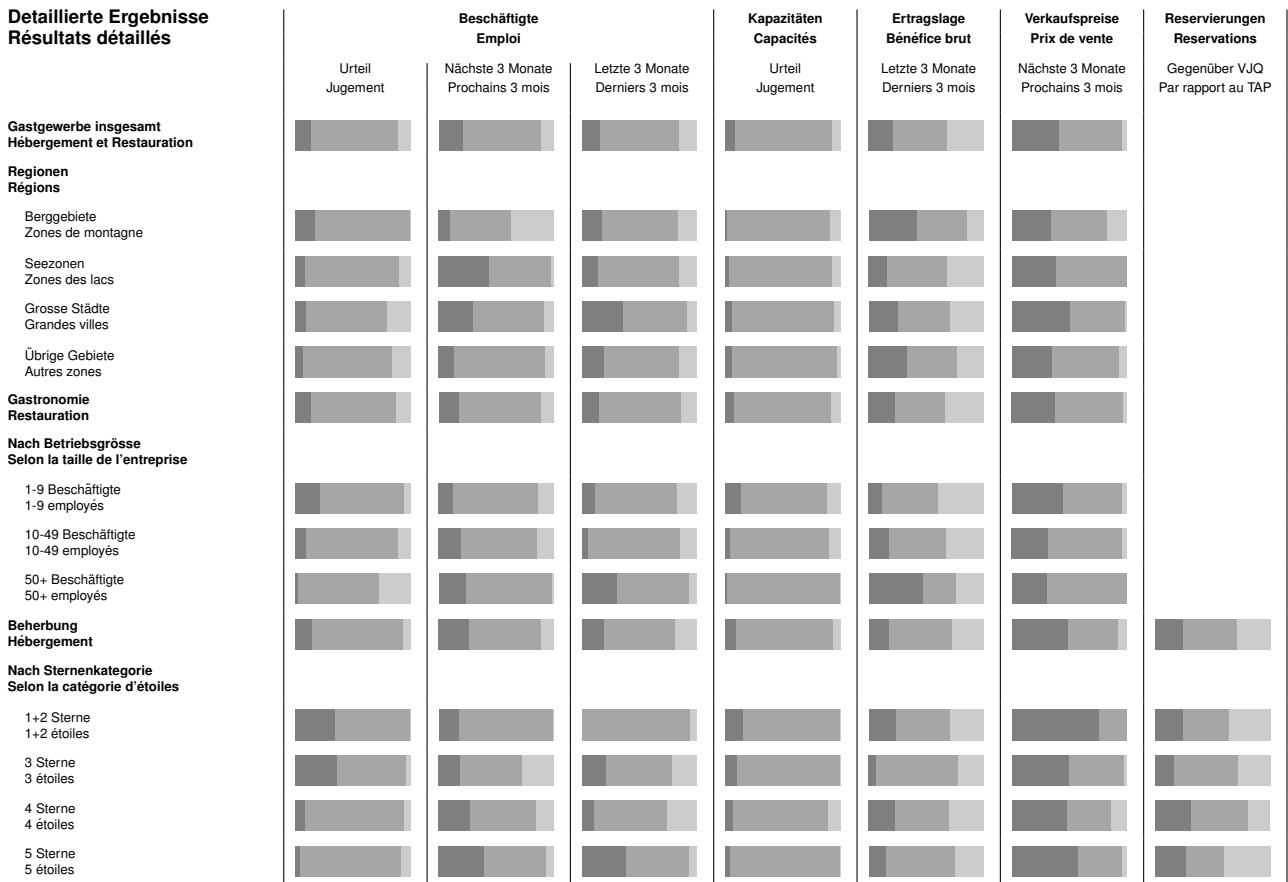 Detaillierte Ergebnisse
Résultats détaillés
Beschäftigte
Emploi
Kapazitäten
Capacités
Ertragslage
Bénéfice brut
Verkaufspreise
Prix de vente
Reservierungen
Reservations
Urteil
Jugement
Nächste 3 Monate
Prochains 3 mois
Letzte 3 Monate
Derniers 3 mois
Urteil
Jugement
Letzte 3 Monate
Derniers 3 mois
Nächste 3 Monate
Prochains 3 mois
Gegenüber VJQ
Par rapport au TAP
Gastgewerbe insgesamt
Hébergement et Restauration
Regionen
Régions
Berggebiete
Zones de montagne
Seezonen
Zones des lacs
Grosse Städte
Grandes villes
Übrige Gebiete
Autres zones
Gastronomie
Restauration
Nach Betriebsgrösse
Selon la taille de l'entreprise
1-9 Beschäftigte
1-9 employés
10-49 Beschäftigte
10-49 employés
50+ Beschäftigte
50+ employés
Beherbung
Hébergement
Nach Sternenkategorie
Selon la catégorie d'étoiles
1+2 Sterne
1+2 étoiles
3 Sterne
3 étoiles
4 Sterne
4 étoiles
5 Sterne
5 étoiles